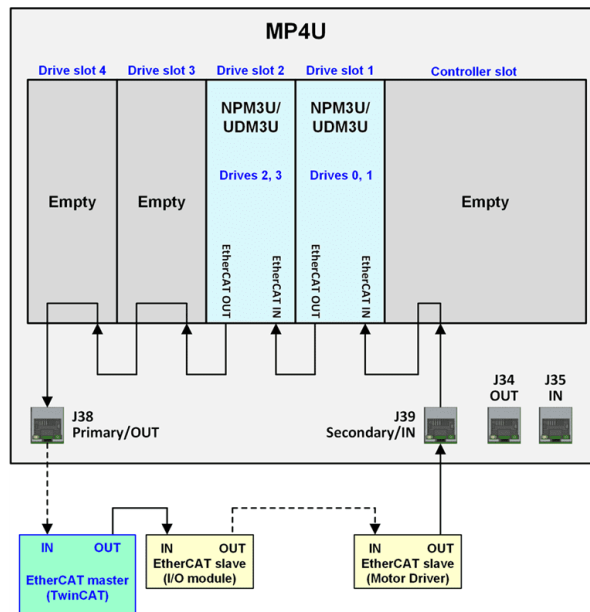 MP4U
Drive slot 4
Drive slot 3
Drive slot 2
Drive slot 1
Controller slot
Empty
Empty
NPM3U/
UDM3U
Drives 2, 3
EtherCAT OUT
EtherCAT IN
NPM3U/
UDM3U
Drives 0, 1
EtherCAT OUT
EtherCAT IN
Empty
J38
Primary/OUT
J39
Secondary/IN
J34
OUT
J35
IN
IN OUT
EtherCAT master
(TwinCAT)
IN OUT
EtherCAT slave
(I/O module)
IN OUT
EtherCAT slave
(Motor Driver)